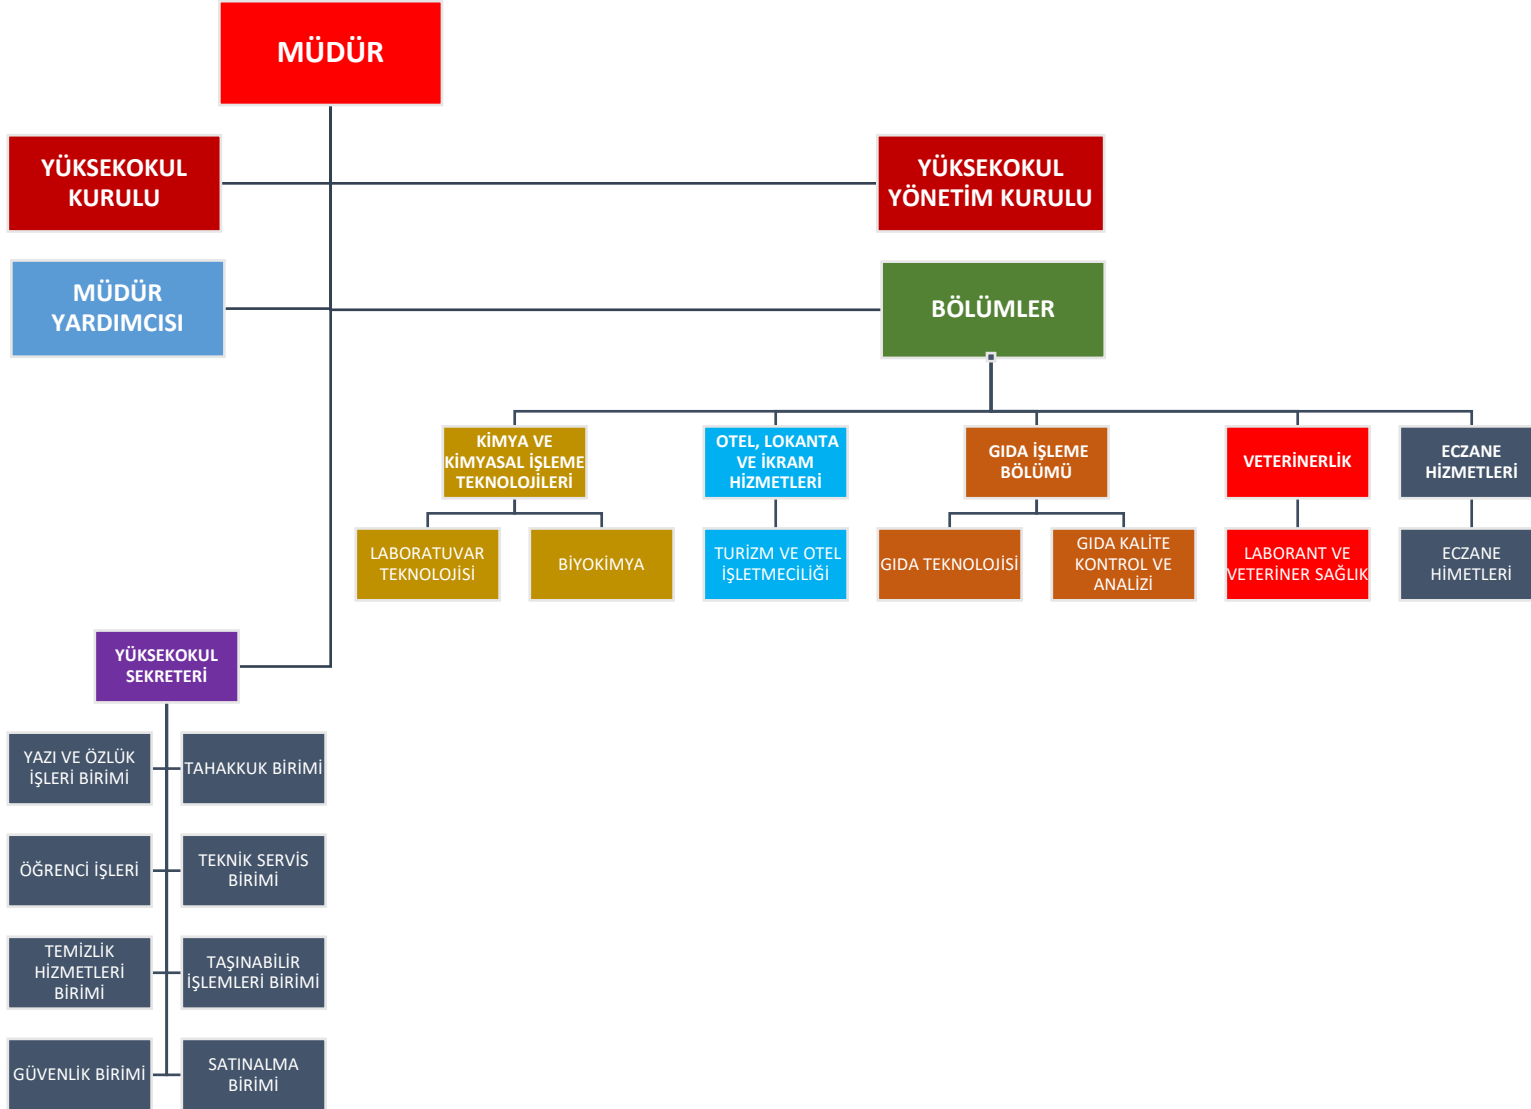 MÜDÜR
YÜKSEKOKUL
KURULU
YÜKSEKOKUL
YÖNETİM KURULU
MÜDÜR
YARDIMCISI
BÖLÜMLER
KİMYA VE
KİMYASAL İŞLEME
TEKNOLOJİLERİ
OTEL, LOKANTA
VE İKRAM
HİZMETLERİ
GIDA İŞLEME
BÖLÜMÜ
VETERİNERLİK
ECZANE
HİZMETLERİ
LABORATUVAR
TEKNOLOJİSİ
BİYOKİMYA
TURİZM VE OTEL
İŞLETMECİLİĞİ
GIDA TEKNOLOJİSİ
GIDA KALİTE
KONTROL VE
ANALİZİ
LABORANT VE
VETERİNER SAĞLIK
ECZANE
HİMETLERİ
YÜKSEKOKUL
SEKRETERİ
YAZI VE ÖZLÜK
İŞLERİ BİRİMİ
TAHAKKUK BİRİMİ
ÖĞRENCİ İŞLERİ
TEKNİK SERVİS
BİRİMİ
TEMİZLİK
HİZMETLERİ
BİRİMİ
TAŞINABİLİR
İŞLEMLERİ BİRİMİ
GÜVENLİK BİRİMİ
SATINALMA
BİRİMİ